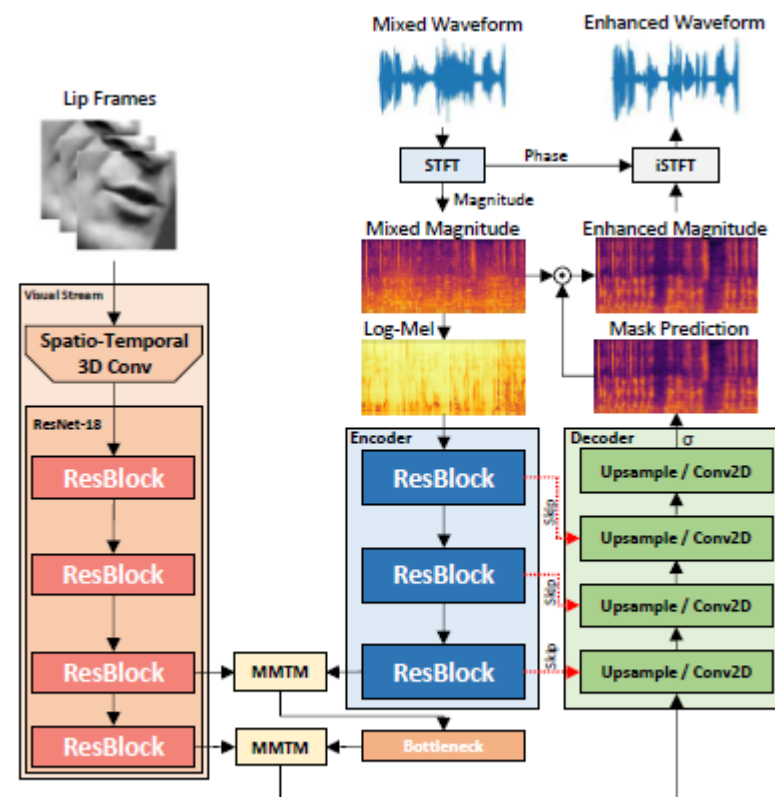 Mixed Waveform
Enhanced Waveform
Lip Frames
STFT
Phase
iSTFT
Magnitude
Mixed Magnitude
Enhanced Magnitude
Visual Stream
Spatio-Temporal
3D Conv
Log-Mel
Mask Prediction
ResNet-18
ResBlock
ResBlock
ResBlock
ResBlock
Encoder
ResBlock
ResBlock
ResBlock
Skip
Skip
Skip
Decoder
σ
Upsample / Conv2D
Upsample / Conv2D
Upsample / Conv2D
Upsample / Conv2D
MMTM
MMTM
Bottleneck